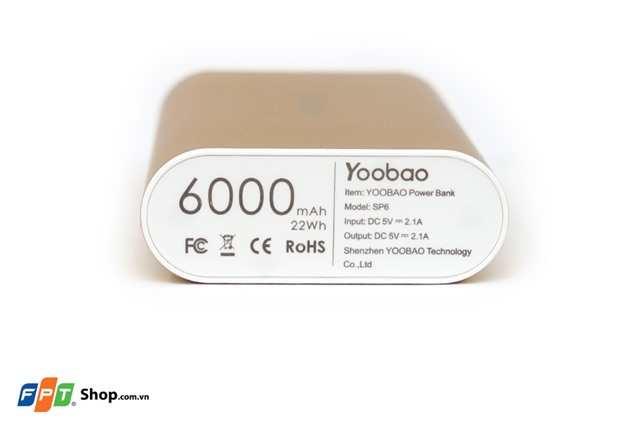 6000mAh
22Wh
FC CE RoHS
Yoobao
Item: YOOBAO Power Bank
Model: SP6
Input: DC 5V⎓2.1A
Output: DC 5V⎓2.1A
Shenzhen YOOBAO Technology
Co.,Ltd
FPT Shop.com.vn